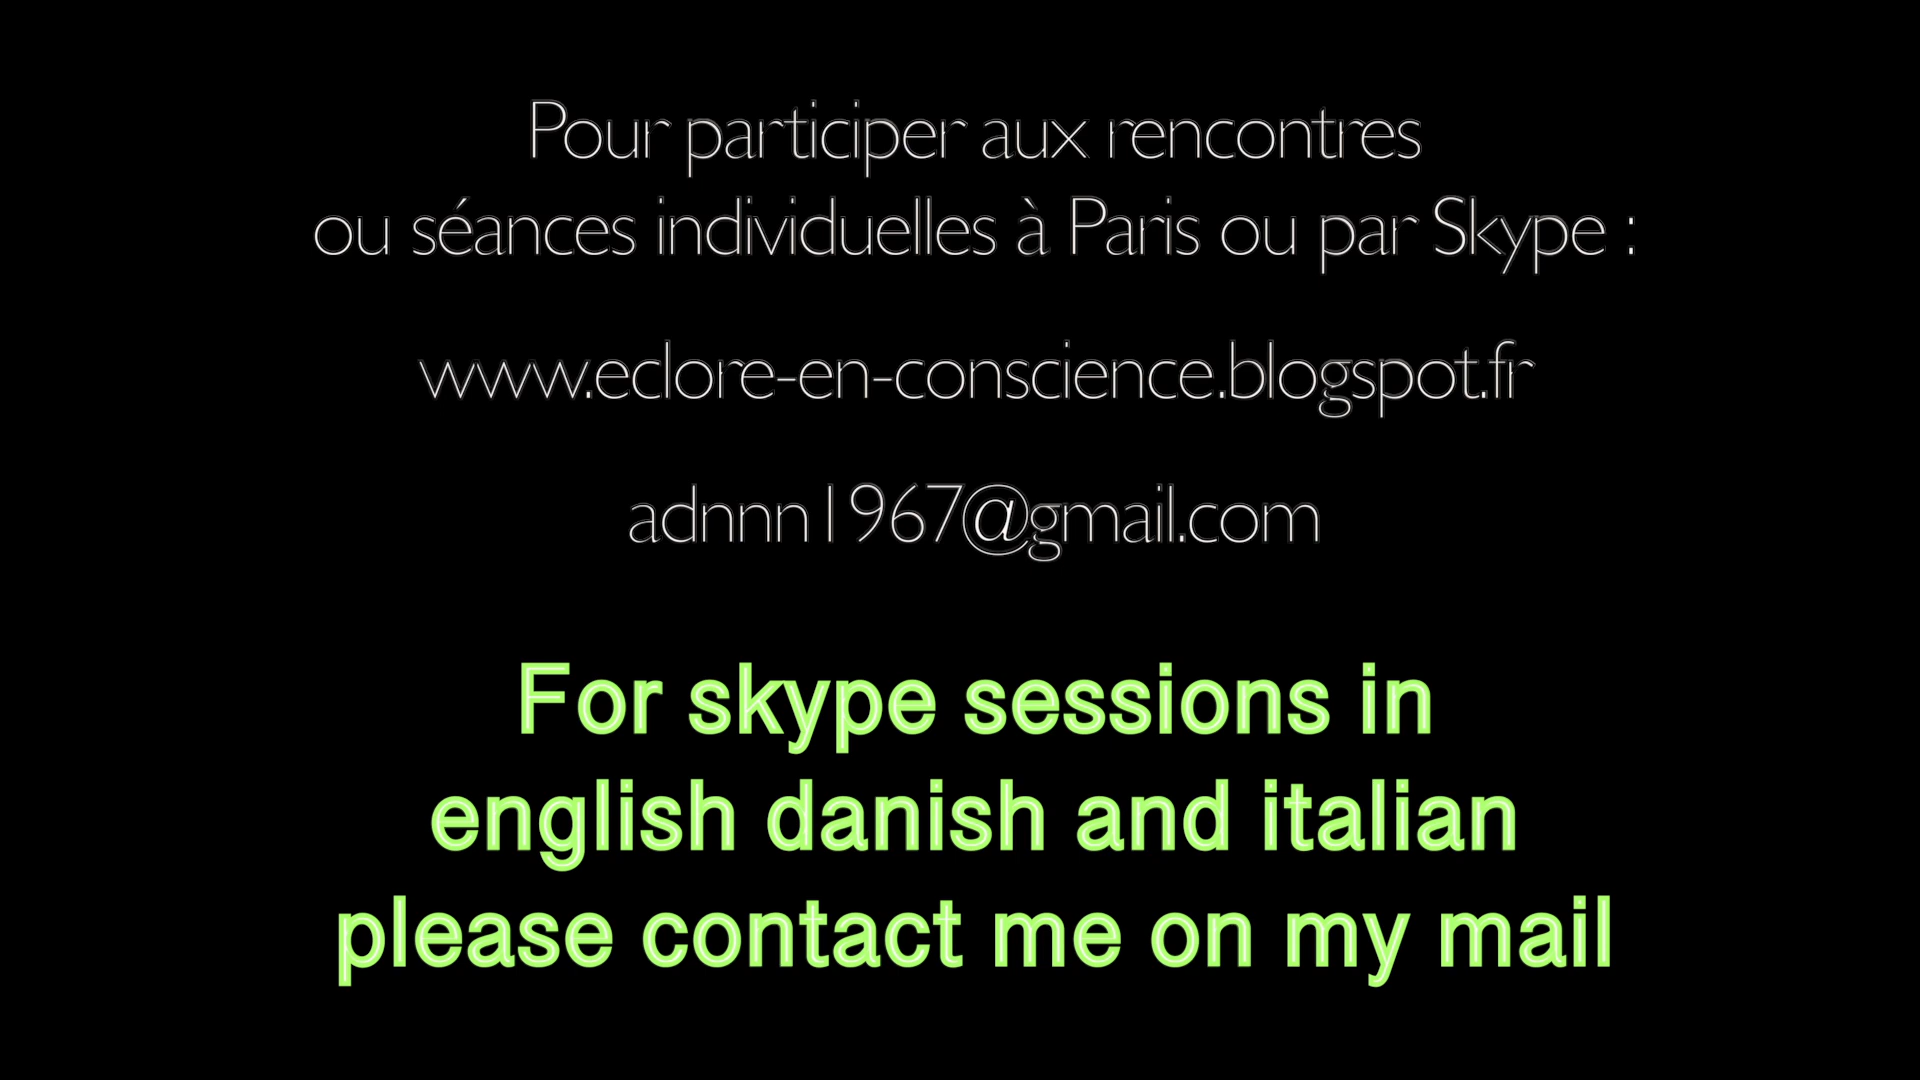 Pour participer aux rencontres
ou séances individuelles à Paris ou par Skype :
www.eclore-en-conscience.blogspot.fr
adnnn1967@gmail.com
For skype sessions in
english danish and italian
please contact me on my mail